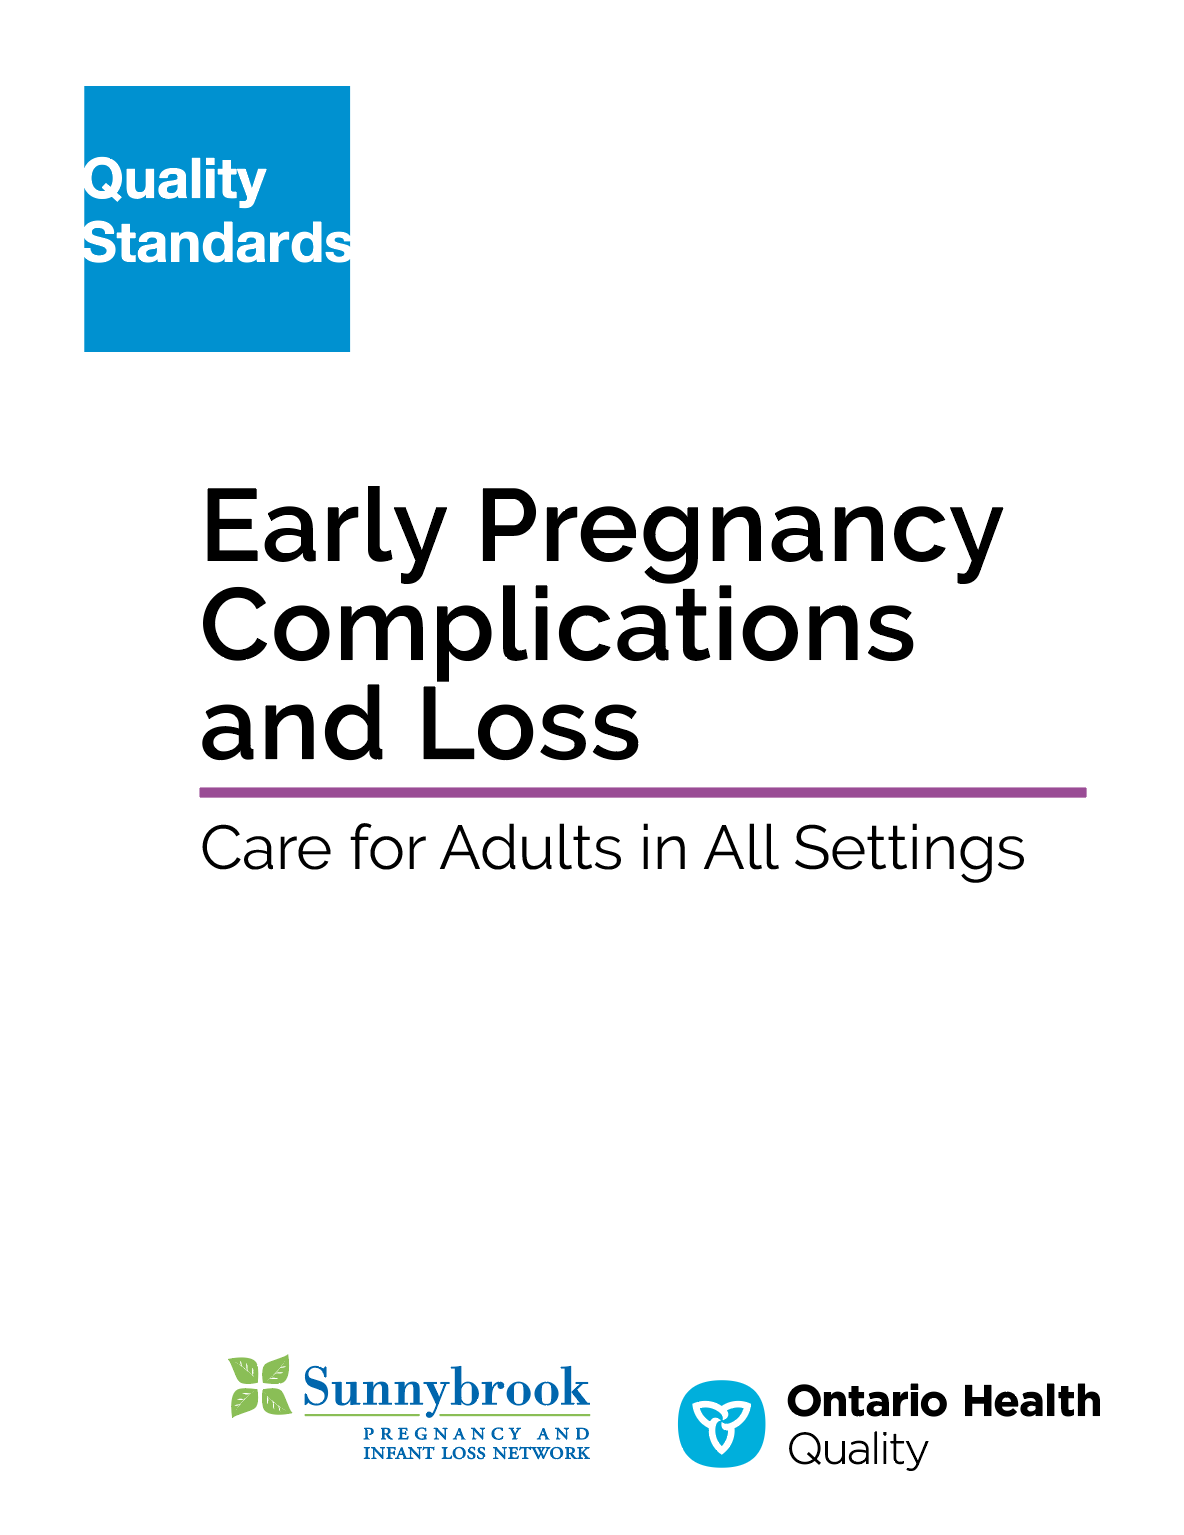 Quality
Standards
Early Pregnancy
Complications
and Loss
Care for Adults in All Settings
Sunnybrook
PREGNANCY AND
INFANT LOSS NETWORK
Ontario Health
Quality